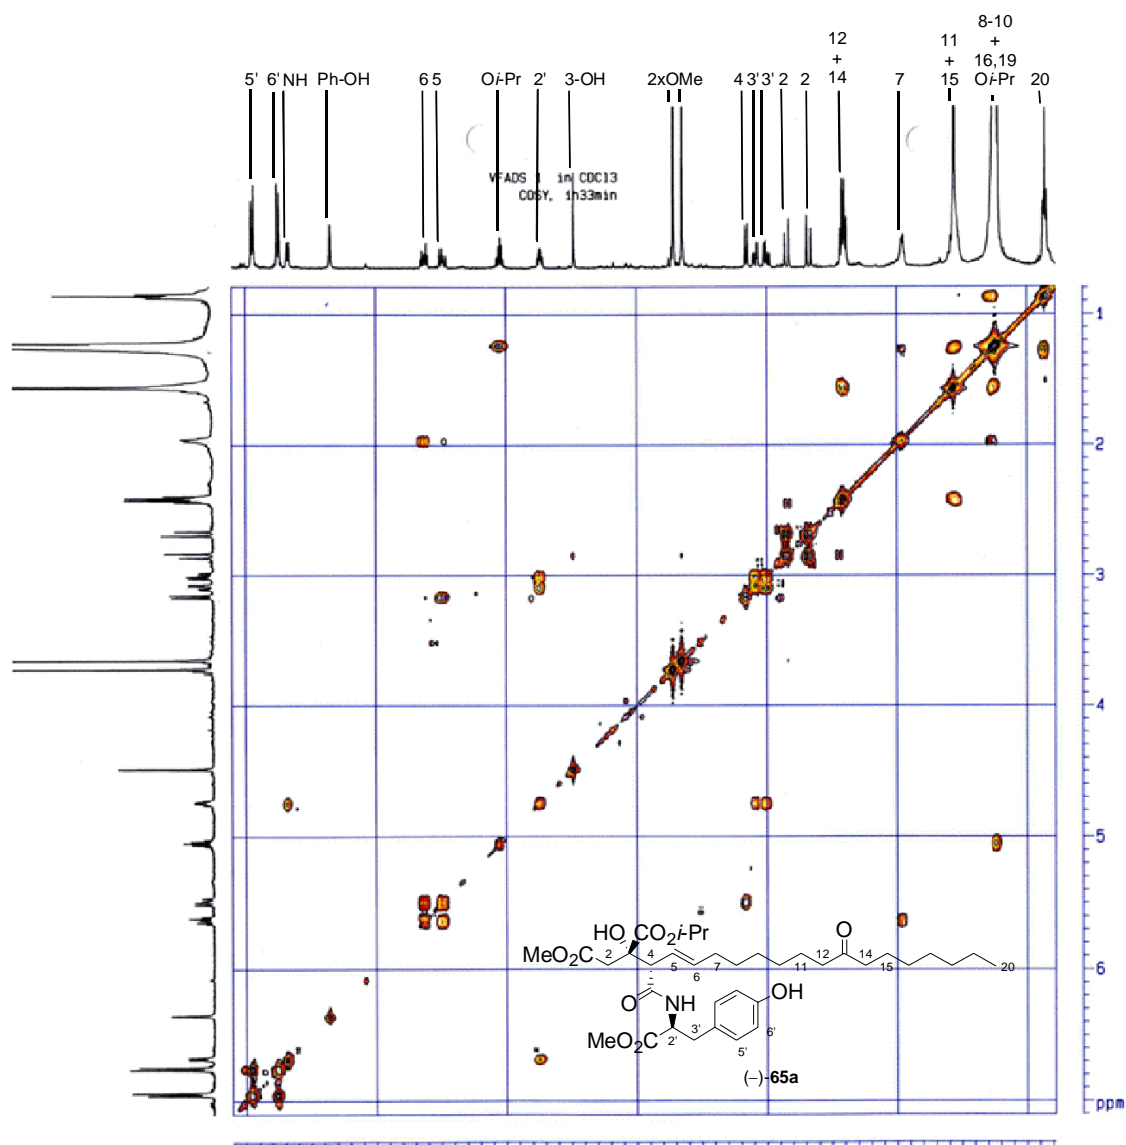 8-10
12 11 +
+ + 16,19
5' 6' NH Ph-OH 6 5 Oi-Pr 2' 3-OH 2xOMe 4 3' 3' 2 2 14 7 15 Oi-Pr 20
VFADS 1 in CDCl3
COSY, 1h33min
1
2
3
4
5
6
ppm
HO CO2i-Pr O
MeO2C 2 4 5 6 7 11 12 14 15 20
O NH OH
MeO2C 2' 3' 5' 6'
(–)-65a